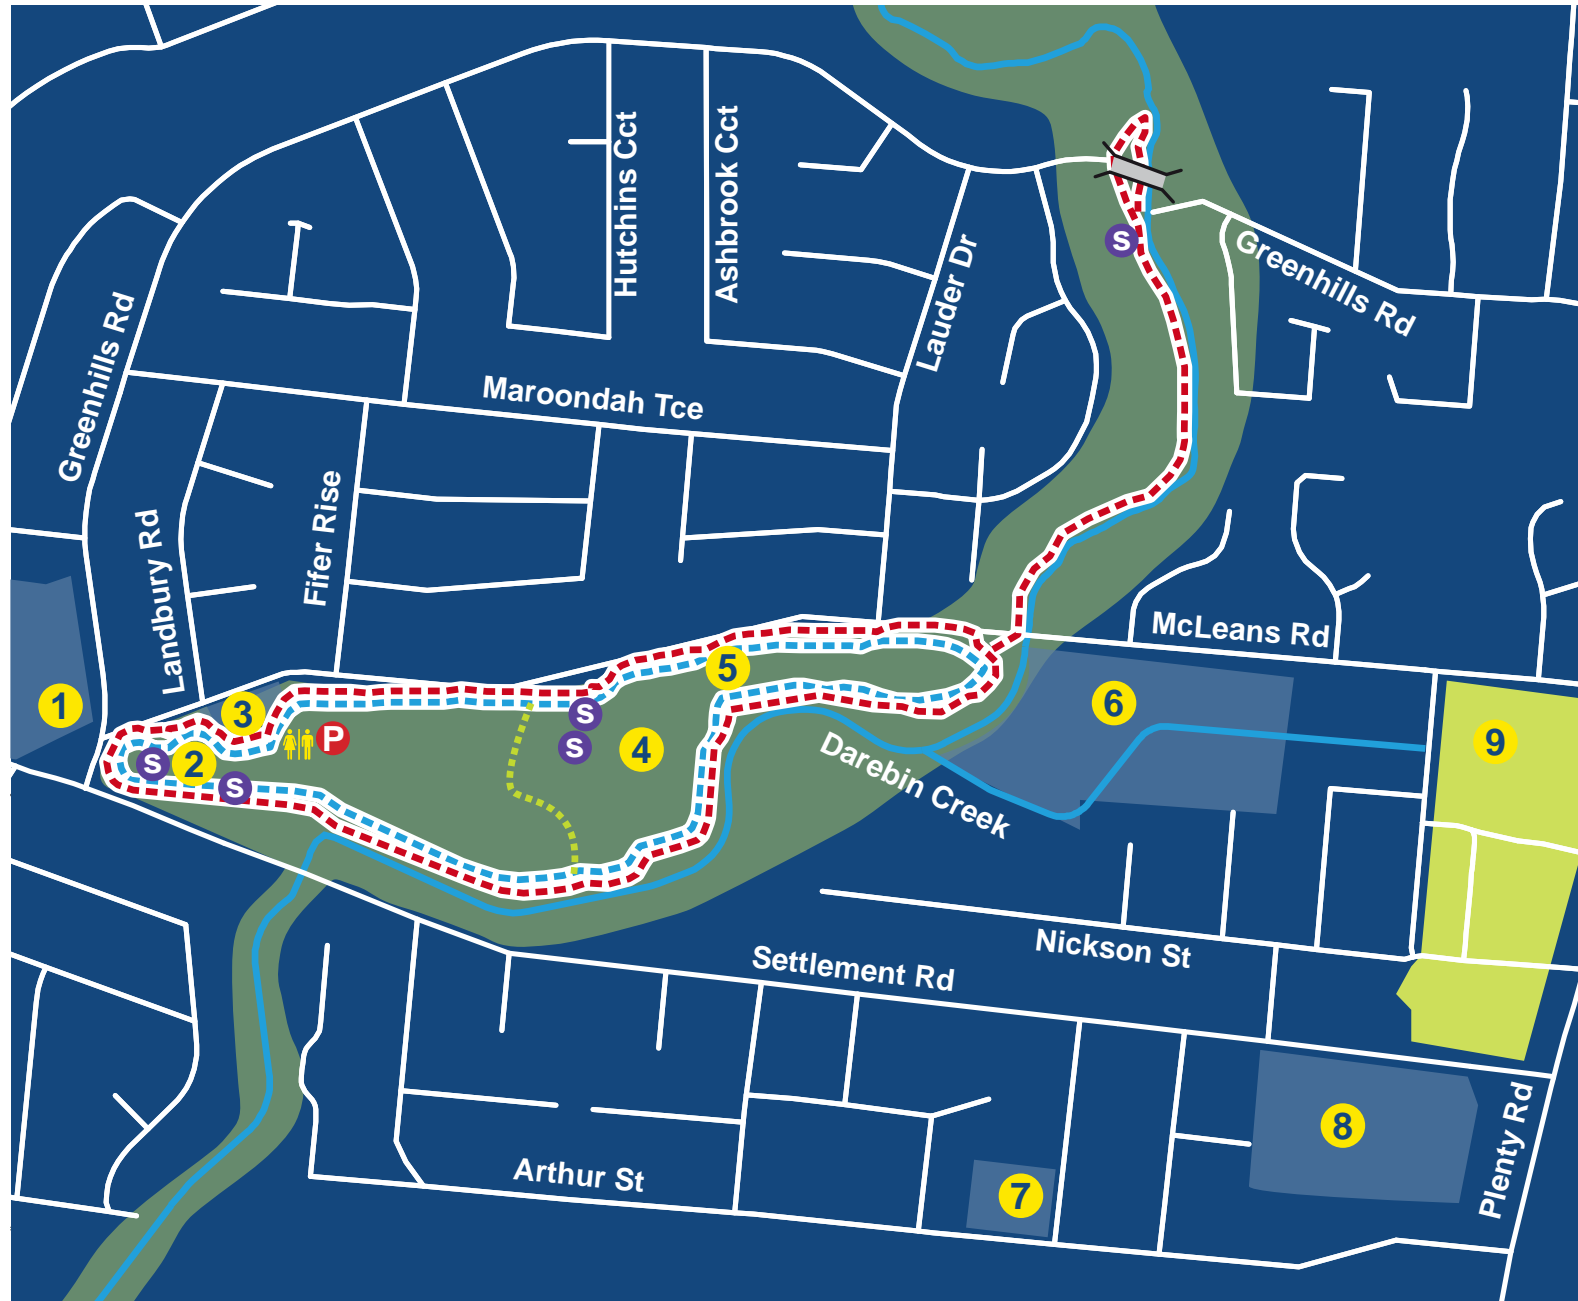 Hutchins Cct
Ashbrook Cct
Lauder Dr
S
Greenhills Rd
Greenhills Rd
Maroondah Tce
Fifer Rise
Landbury Rd
McLeans Rd
1
3
P
2
S
S
S
S
4
5
6
9
Darebin Creek
Nickson St
Settlement Rd
Arthur St
7
8
Plenty Rd